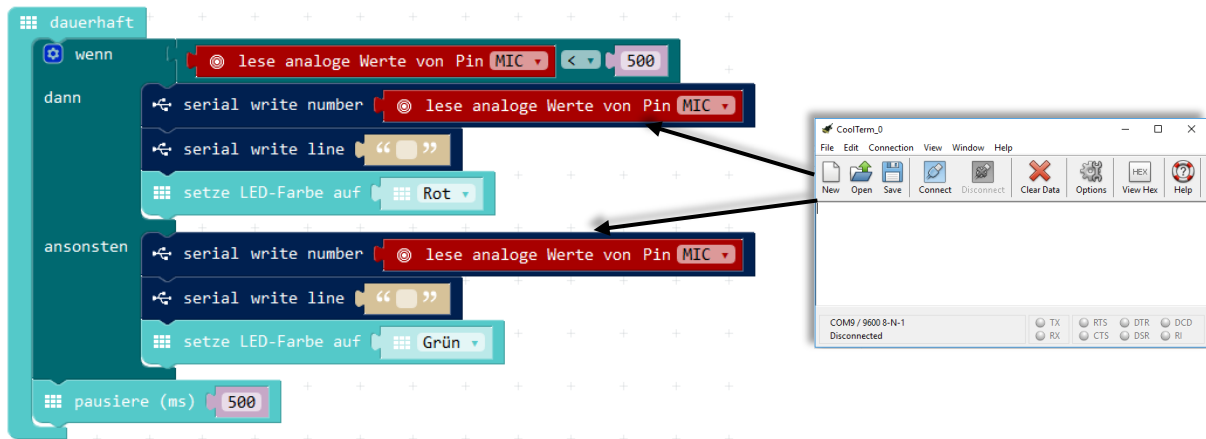 dauerhaft
wenn lese analoge Werte von Pin MIC < 500
dann serial write number lese analoge Werte von Pin MIC
serial write line “ ”
setze LED-Farbe auf Rot
ansonsten serial write number lese analoge Werte von Pin MIC
serial write line “ ”
setze LED-Farbe auf Grün
pausiere (ms) 500
CoolTerm_0
File Edit Connection View Window Help
HEX
New Open Save Connect Disconnect Clear Data Options View Hex Help
COM9 / 9600 8-N-1
Disconnected
TX RTS DTR DCD
RX CTS DSR RI